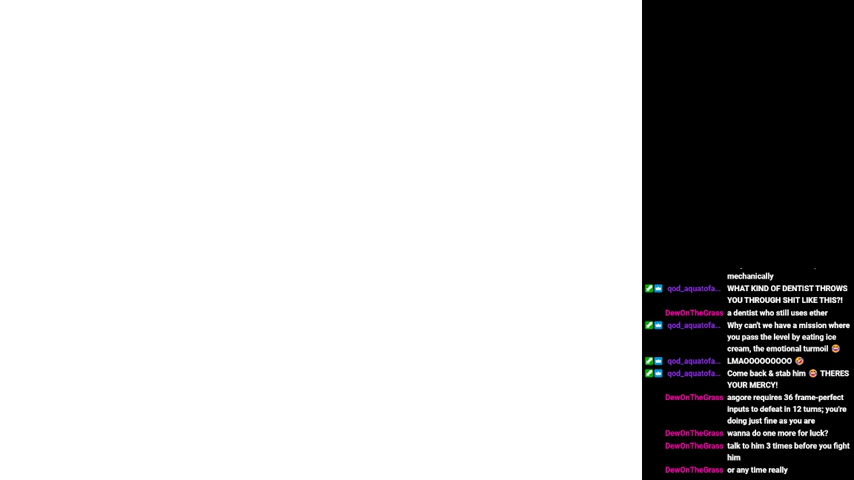 mechanically
qod_aquatofa... WHAT KIND OF DENTIST THROWS
YOU THROUGH SHIT LIKE THIS?!
DewOnTheGrass a dentist who still uses ether
qod_aquatofa... Why can't we have a mission where
you pass the level by eating ice
cream, the emotional turmoil 😂
qod_aquatofa... LMAOOOOOOOOO 🤣
qod_aquatofa... Come back & stab him 😂 THERES
YOUR MERCY!
DewOnTheGrass asgore requires 36 frame-perfect
inputs to defeat in 12 turns; you're
doing just fine as you are
DewOnTheGrass wanna do one more for luck?
DewOnTheGrass talk to him 3 times before you fight
him
DewOnTheGrass or any time really